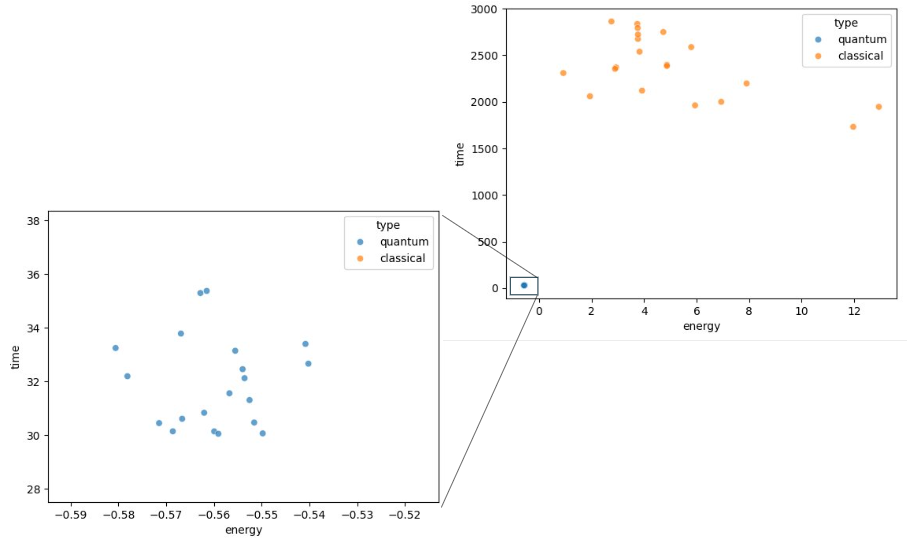 3000
2500
2000
1500
1000
500
0
time
type
quantum
classical
0 2 4 6 8 10 12
energy
38
36
34
32
30
28
time
type
quantum
classical
−0.59 −0.58 −0.57 −0.56 −0.55 −0.54 −0.53 −0.52
energy